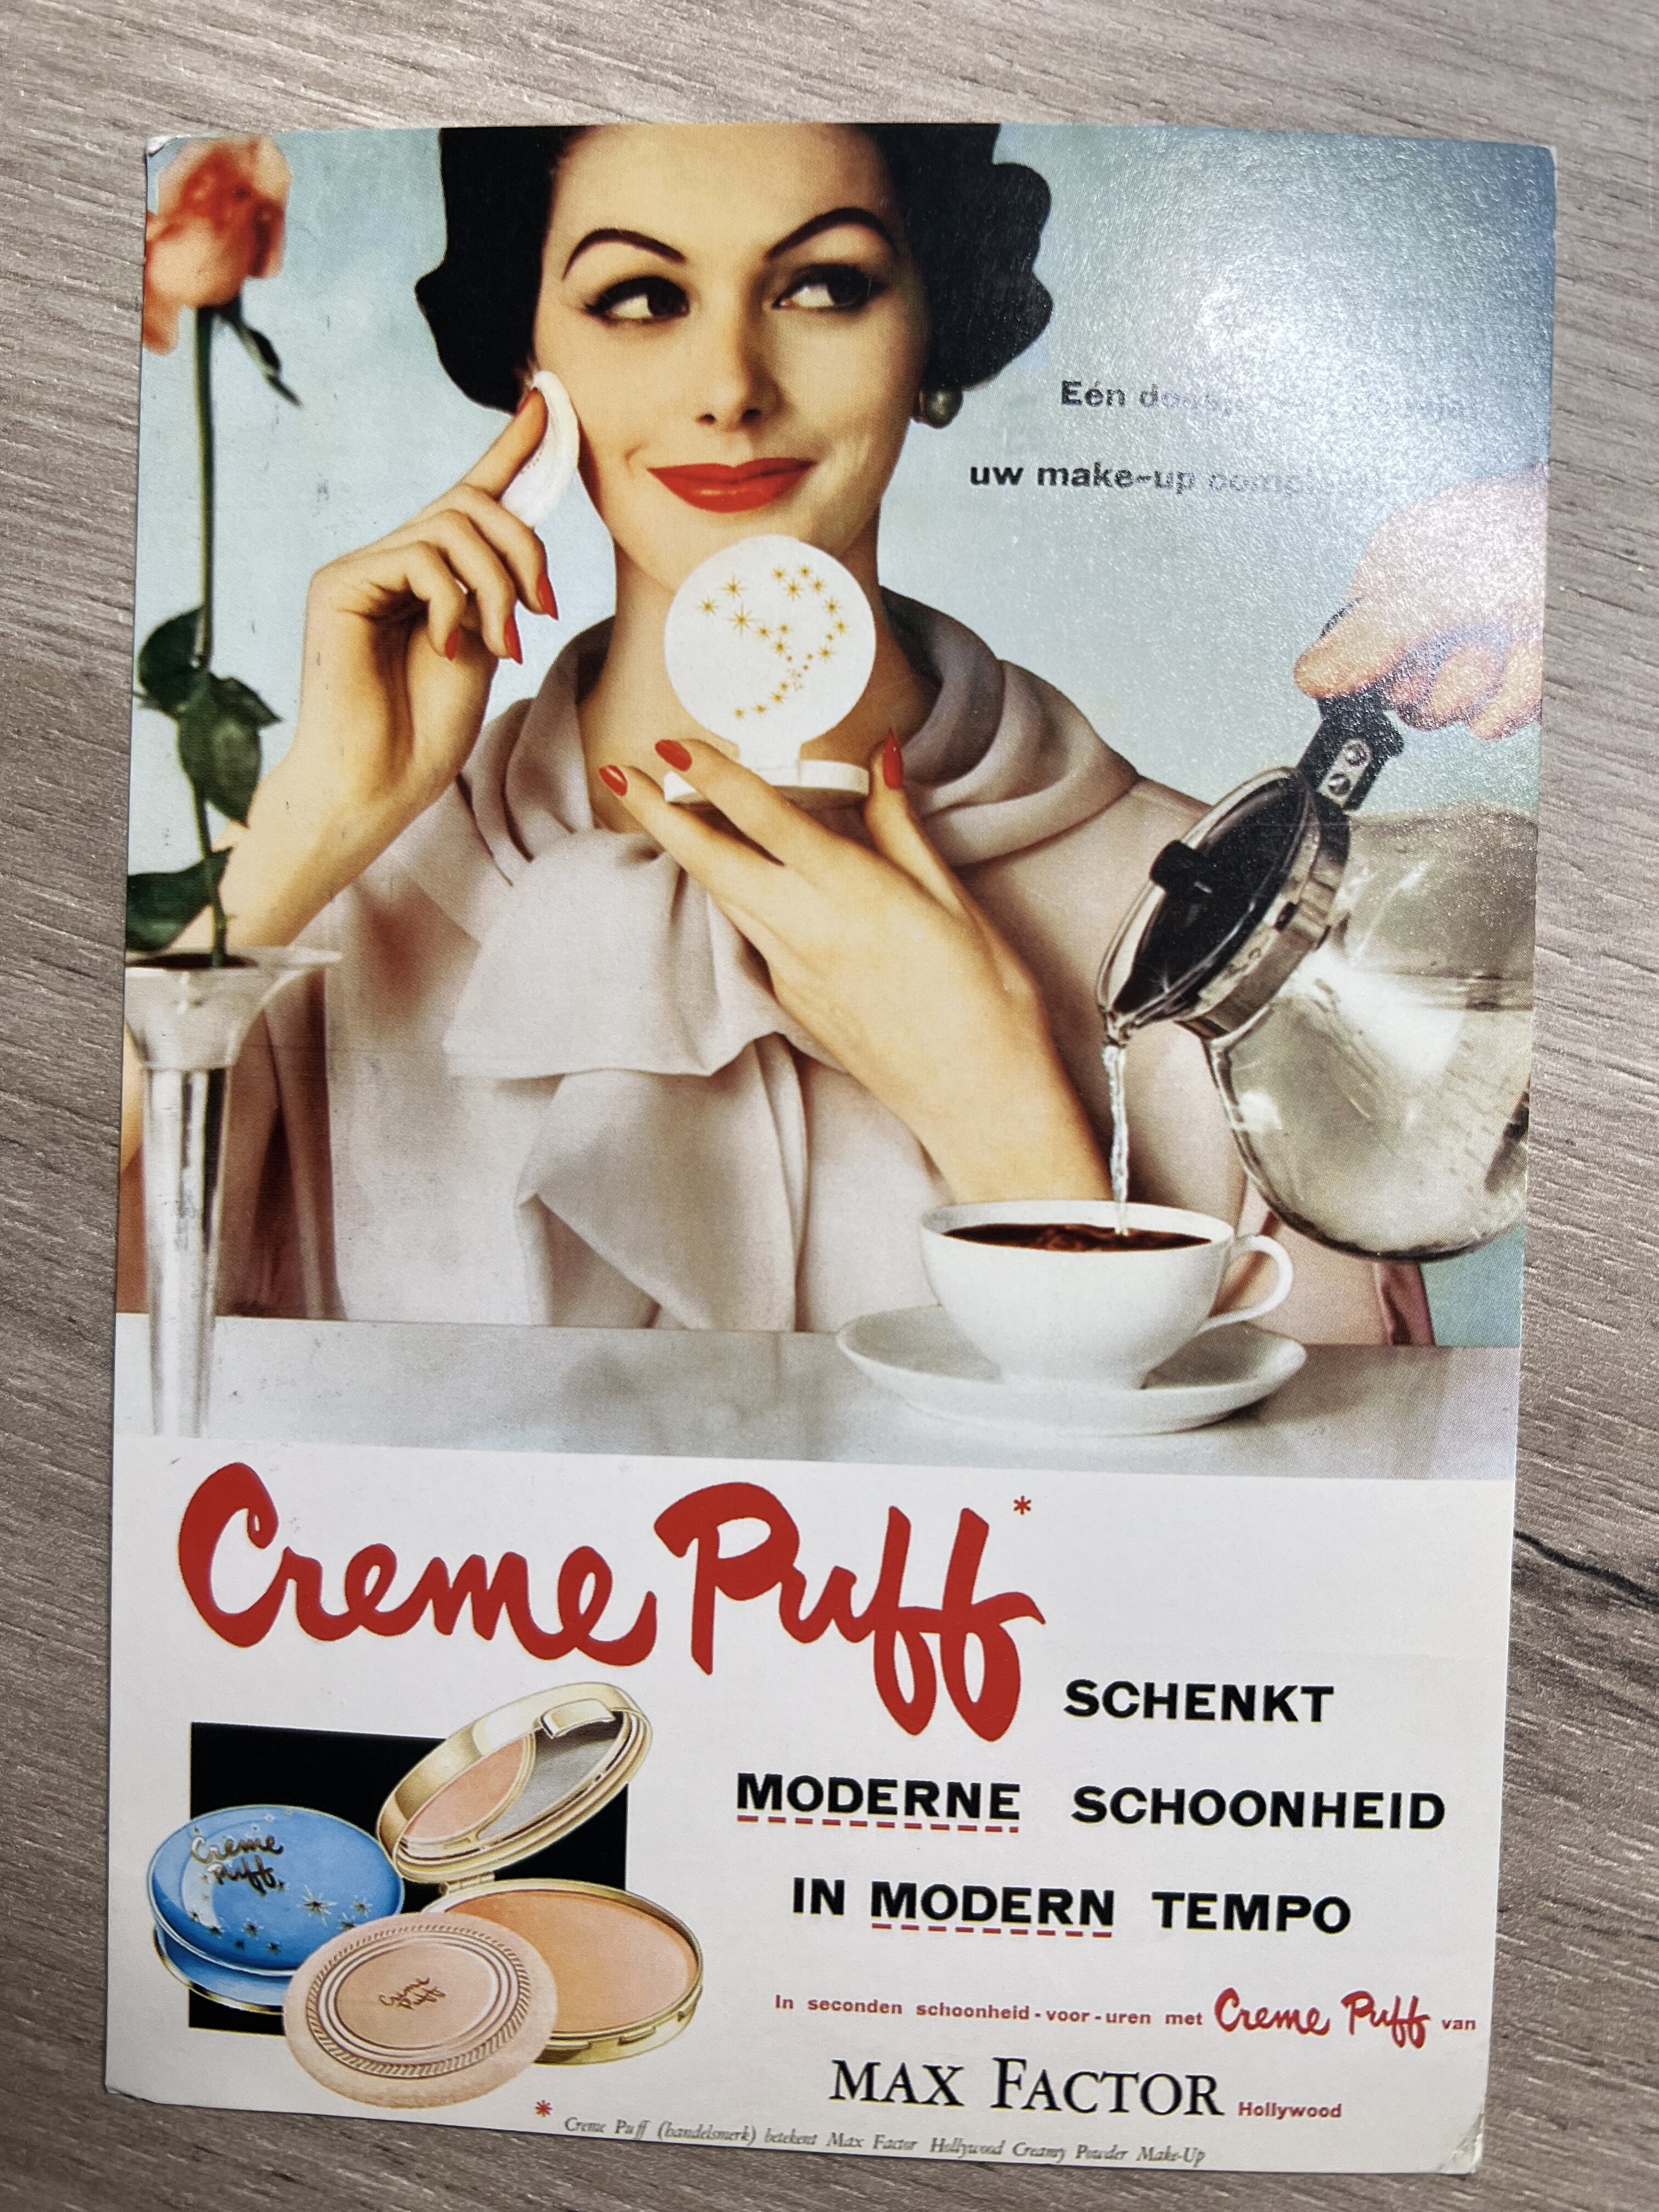 Eén
uw make-up
Creme Puff*
SCHENKT
MODERNE SCHOONHEID
IN MODERN TEMPO
Creme
Puff
Creme
Puff
In seconden schoonheid-voor-uren met Creme Puff van
MAX FACTOR Hollywood
* Creme Puff (handelsmerk) betekent Max Factor Hollywood Creamy Powder Make-Up